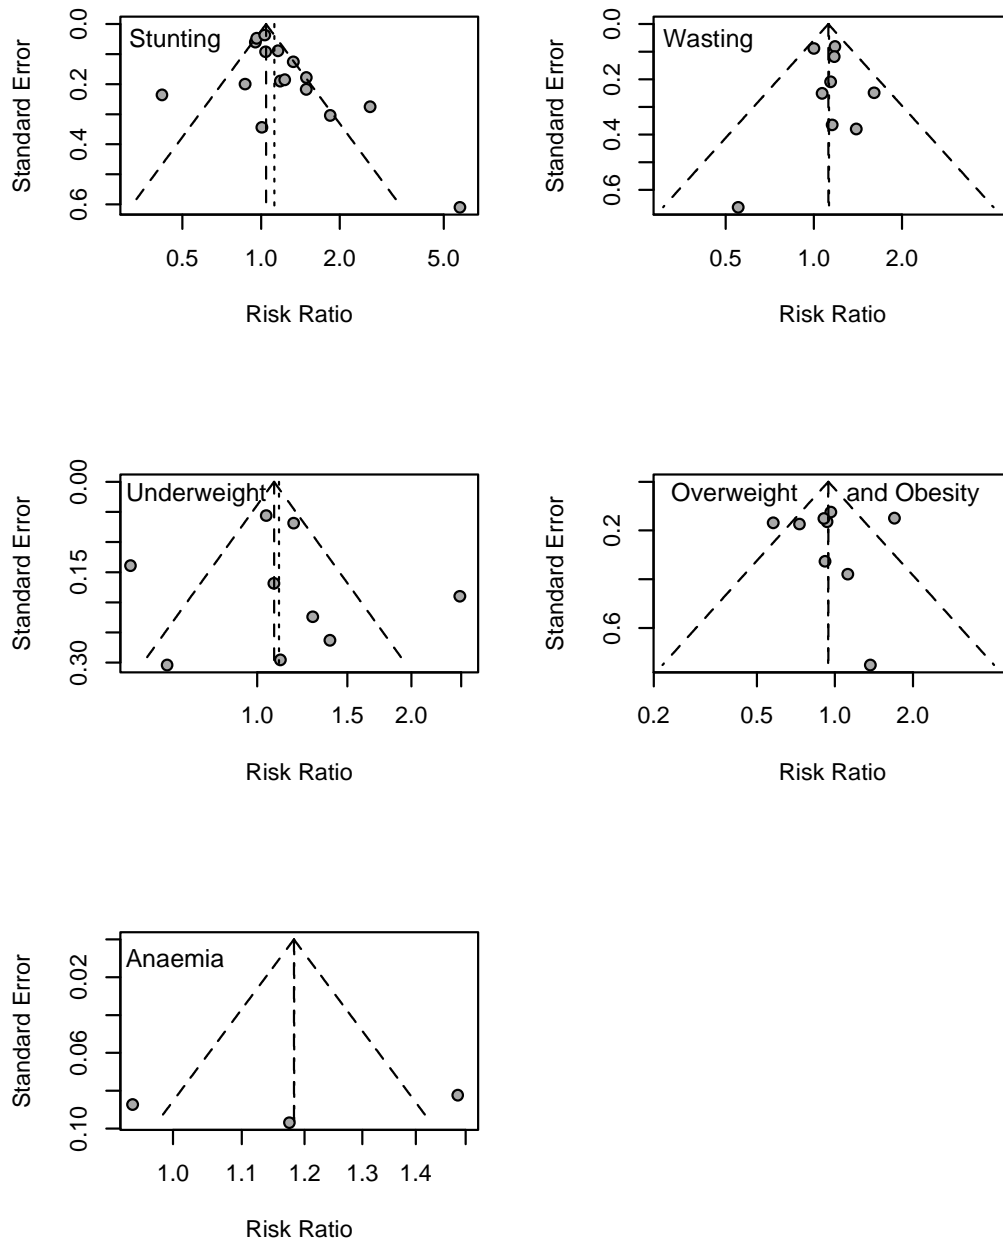 Stunting
Standard Error
0.0
0.2
0.4
0.6
0.5
1.0
2.0
5.0
Risk Ratio
Wasting
Standard Error
0.0
0.2
0.4
0.6
1.0
2.0
Risk Ratio
Underweight
Standard Error
0.00
0.15
0.30
1.0
1.5
2.0
Risk Ratio
Overweight and Obesity
Standard Error
0.2
0.6
0.2
0.5
1.0
2.0
Risk Ratio
Anaemia
Standard Error
0.02
0.06
0.10
1.0
1.1
1.2
1.3
1.4
Risk Ratio